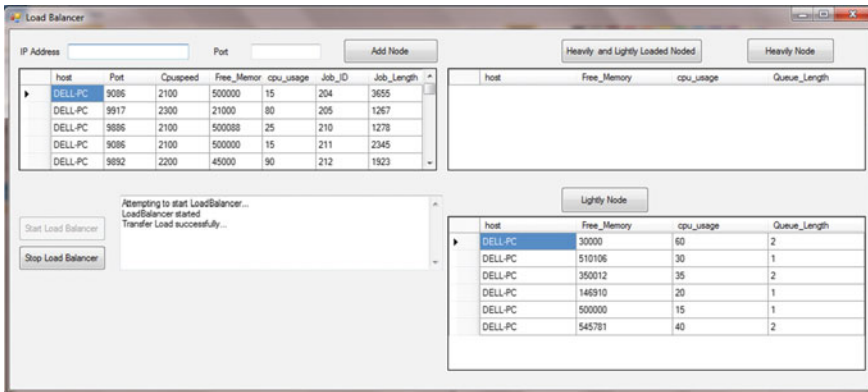 Load Balancer
IP Address Port Add Node
host Port Cpuspeed Free_Memor cpu_usage Job_ID Job_Length
DELL-PC 9086 2100 500000 15 204 3655
DELL-PC 9917 2300 21000 80 205 1267
DELL-PC 9886 2100 500088 25 210 1278
DELL-PC 9086 2100 500000 15 211 2345
DELL-PC 9892 2200 45000 90 212 1923
Heavily and Lightly Loaded Noded Heavily Node
host Free_Memory cpu_usage Queue_Length
Start Load Balancer
Stop Load Balancer
Attempting to start LoadBalancer...
LoadBalancer started
Transfer Load successfully...
Lightly Node
host Free_Memory cpu_usage Queue_Length
DELL-PC 30000 60 2
DELL-PC 510106 30 1
DELL-PC 350012 35 2
DELL-PC 146910 20 1
DELL-PC 500000 15 1
DELL-PC 545781 40 2